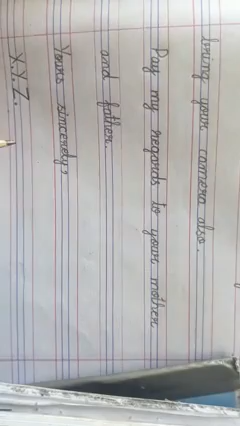 bring your camera also.
Pay my regards to your mother
and father.
Yours sincerely,
X.Y.Z.